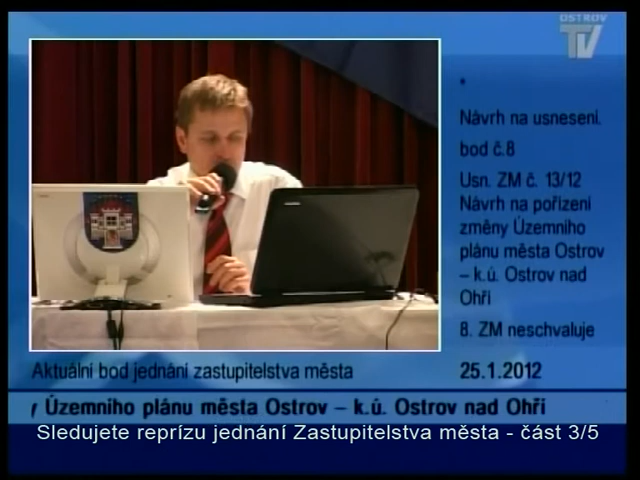 OSTROV
TV
Návrh na usnesení.
bod č.8
Usn. ZM č. 13/12
Návrh na pořízení
změny Územního
plánu města Ostrov
– k.ú. Ostrov nad
Ohří
8. ZM neschvaluje
Aktuální bod jednání zastupitelstva města
25.1.2012
y Územního plánu města Ostrov – k.ú. Ostrov nad Ohří
Sledujete reprízu jednání Zastupitelstva města - část 3/5